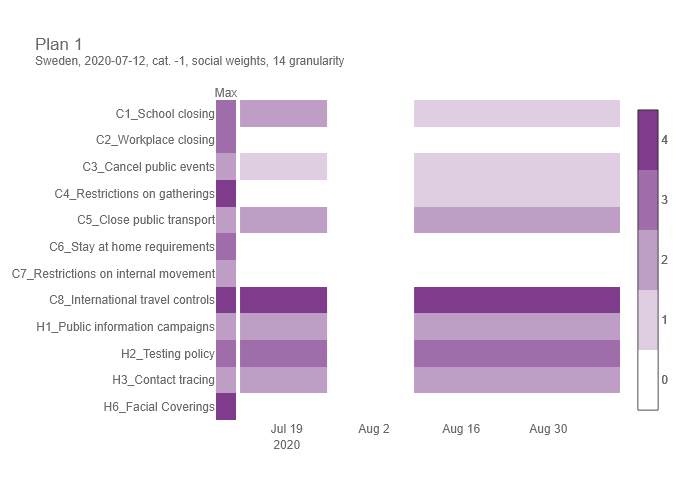 Plan 1
Sweden, 2020-07-12, cat. -1, social weights, 14 granularity
Max
C1_School closing
C2_Workplace closing
C3_Cancel public events
C4_Restrictions on gatherings
C5_Close public transport
C6_Stay at home requirements
C7_Restrictions on internal movement
C8_International travel controls
H1_Public information campaigns
H2_Testing policy
H3_Contact tracing
H6_Facial Coverings
Jul 19
2020
Aug 2
Aug 16
Aug 30
4
3
2
1
0